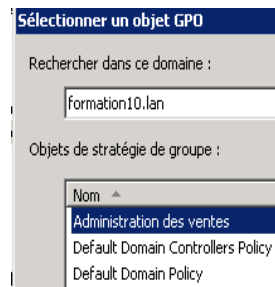 Sélectionner un objet GPO
Rechercher dans ce domaine :
formation10.lan
Objets de stratégie de groupe :
Nom
Administration des ventes
Default Domain Controllers Policy
Default Domain Policy